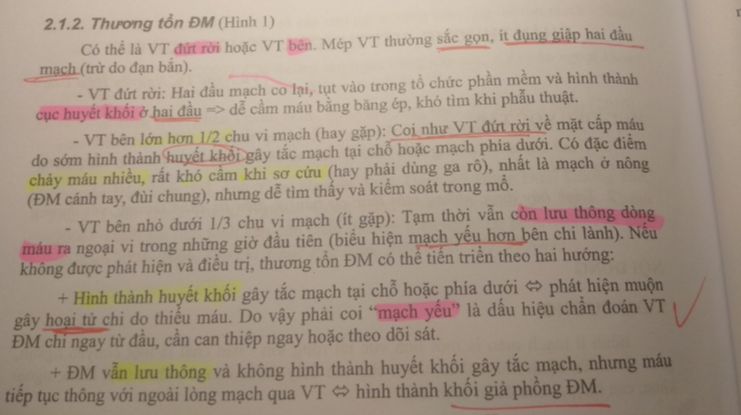 2.1.2. Thương tổn ĐM (Hình 1)
Có thể là VT đứt rời hoặc VT bên. Mép VT thường sắc gọn, ít đụng giập hai đầu
mạch (trừ do đạn bắn).
- VT đứt rời: Hai đầu mạch co lại, tụt vào trong tổ chức phần mềm và hình thành
cục huyết khối ở hai đầu => dễ cầm máu bằng băng ép, khó tìm khi phẫu thuật.
- VT bên lớn hơn 1/2 chu vi mạch (hay gặp): Coi như VT đứt rời về mặt cấp máu
do sớm hình thành huyết khối gây tắc mạch tại chỗ hoặc mạch phía dưới. Có đặc điểm
chảy máu nhiều, rất khó cầm khi sơ cứu (hay phải dùng ga rô), nhất là mạch ở nông
(ĐM cánh tay, đùi chung), nhưng dễ tìm thấy và kiểm soát trong mổ.
- VT bên nhỏ dưới 1/3 chu vi mạch (ít gặp): Tạm thời vẫn còn lưu thông dòng
máu ra ngoại vi trong những giờ đầu tiên (biểu hiện mạch yếu hơn bên chi lành). Nếu
không được phát hiện và điều trị, thương tổn ĐM có thể tiến triển theo hai hướng:
+ Hình thành huyết khối gây tắc mạch tại chỗ hoặc phía dưới ⇔ phát hiện muộn
gây hoại tử chi do thiếu máu. Do vậy phải coi “mạch yếu” là dấu hiệu chẩn đoán VT
ĐM chi ngay từ đầu, cần can thiệp ngay hoặc theo dõi sát.
+ ĐM vẫn lưu thông và không hình thành huyết khối gây tắc mạch, nhưng máu
tiếp tục thông với ngoài lòng mạch qua VT ⇔ hình thành khối giả phồng ĐM.